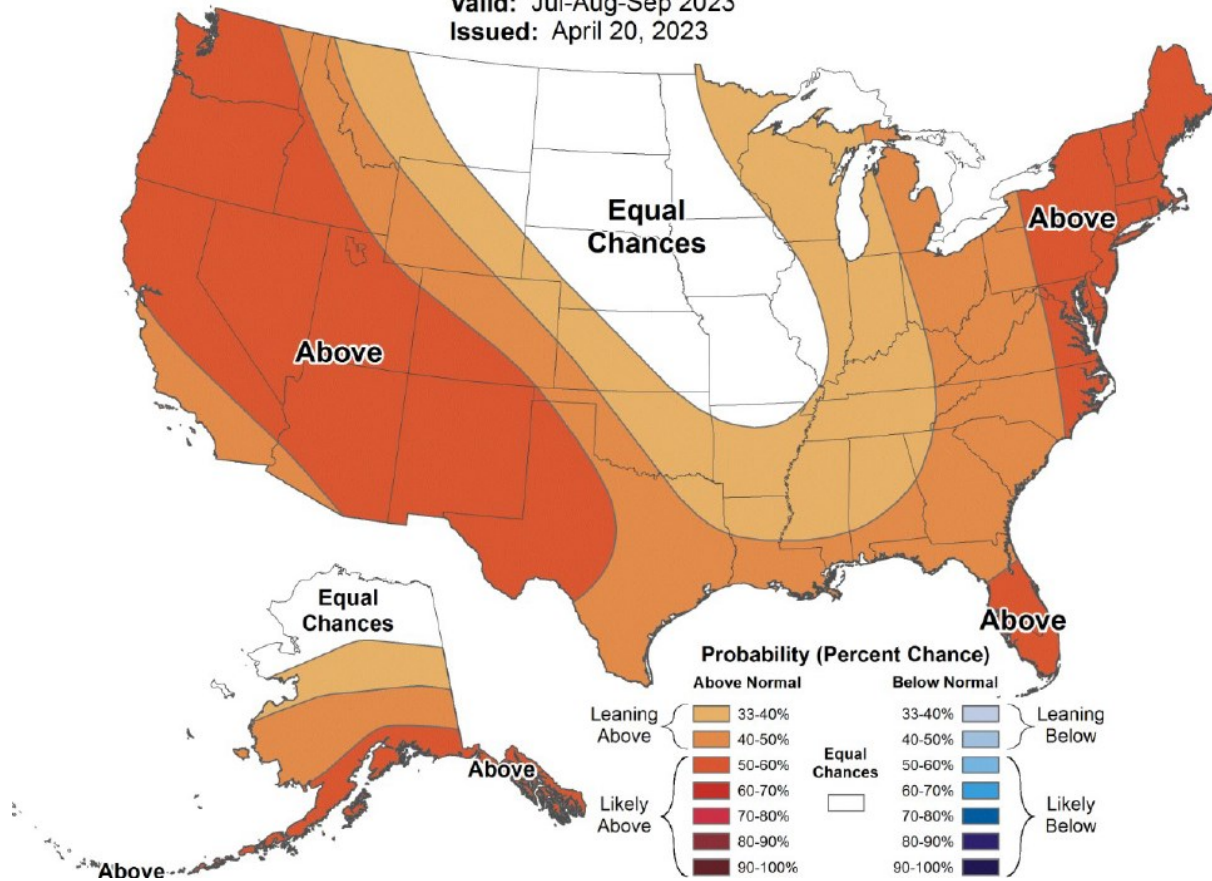 Valid: Jul-Aug-Sep 2023
Issued: April 20, 2023
Equal
Chances
Above
Above
Above
Equal
Chances
Above
Above
Probability (Percent Chance)
Above Normal
Below Normal
Leaning
Above
33-40%
40-50%
Likely
Above
50-60%
60-70%
70-80%
80-90%
90-100%
Equal
Chances
33-40%
40-50%
Leaning
Below
50-60%
60-70%
70-80%
80-90%
90-100%
Likely
Below